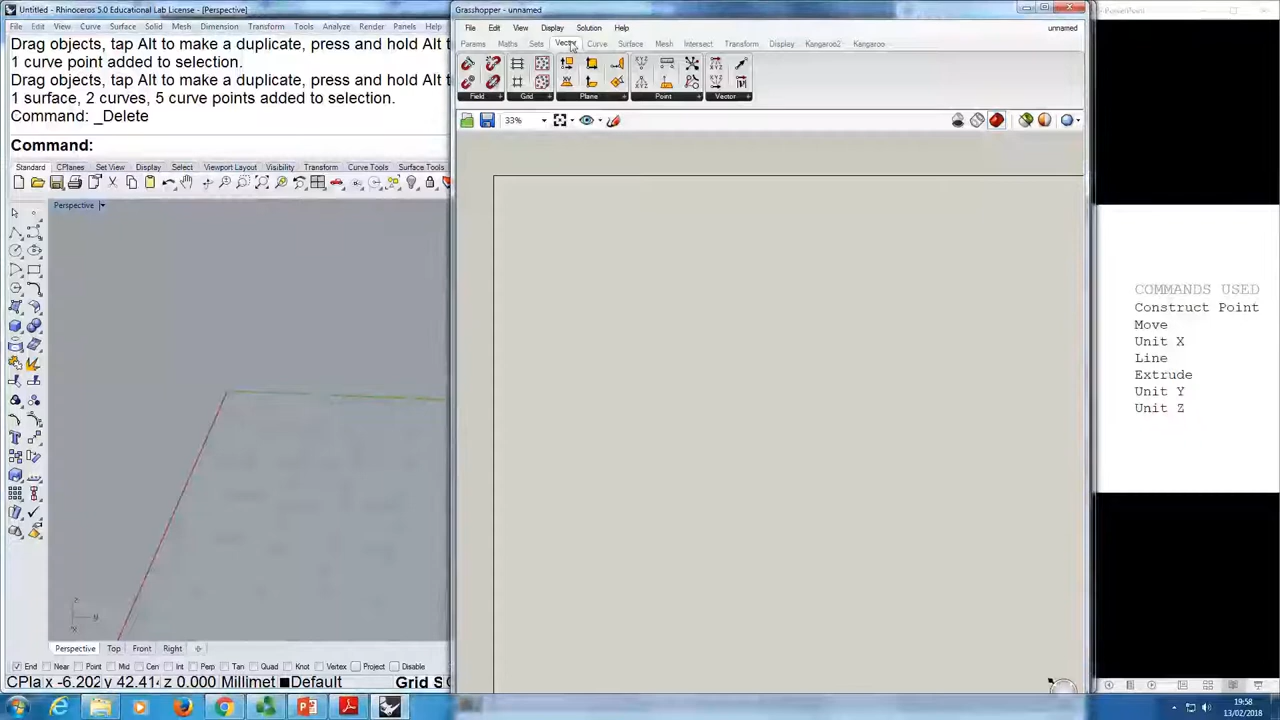 Untitled - Rhinoceros 5.0 Educational Lab License - [Perspective]
File Edit View Curve Surface Solid Mesh Dimension Transform Tools Analyze Render Panels Help
Drag objects, tap Alt to make a duplicate, press and hold Alt t
1 curve point added to selection.
Drag objects, tap Alt to make a duplicate, press and hold Alt t
1 surface, 2 curves, 5 curve points added to selection.
Command: _Delete
Command:
Standard CPlanes Set View Display Select Viewport Layout Visibility Transform Curve Tools Surface Tools
Perspective
z
y
x
Perspective Top Front Right
End Near Point Mid Cen Int Perp Tan Quad Knot Vertex Project Disable
CPla x -6.202 y 42.414 z 0.000 Millimet Default Grid S
Grasshopper - unnamed
File Edit View Display Solution Help
unnamed
Params Maths Sets Vector Curve Surface Mesh Intersect Transform Display Kangaroo2 Kangaroo
Field Grid Plane Point Vector
33%
PowerPoint
COMMANDS USED
Construct Point
Move
Unit X
Line
Extrude
Unit Y
Unit Z
19:58
13/02/2018